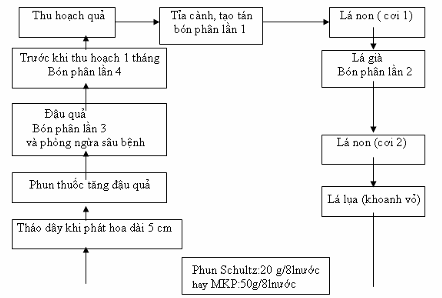 Thu hoạch quả
Tỉa cành, tạo tán
bón phân lần 1
Lá non ( cơi 1)
Trước khi thu hoạch 1 tháng
Bón phân lần 4
Lá già
Bón phân lần 2
Đậu quả
Bón phân lần 3
và phòng ngừa sâu bệnh
Lá non (cơi 2)
Phun thuốc tăng đậu quả
Lá lụa (khoanh vỏ)
Tháo dây khi phát hoa dài 5 cm
Phun Schultz:20 g/8lnước
hay MKP:50g/8lnước